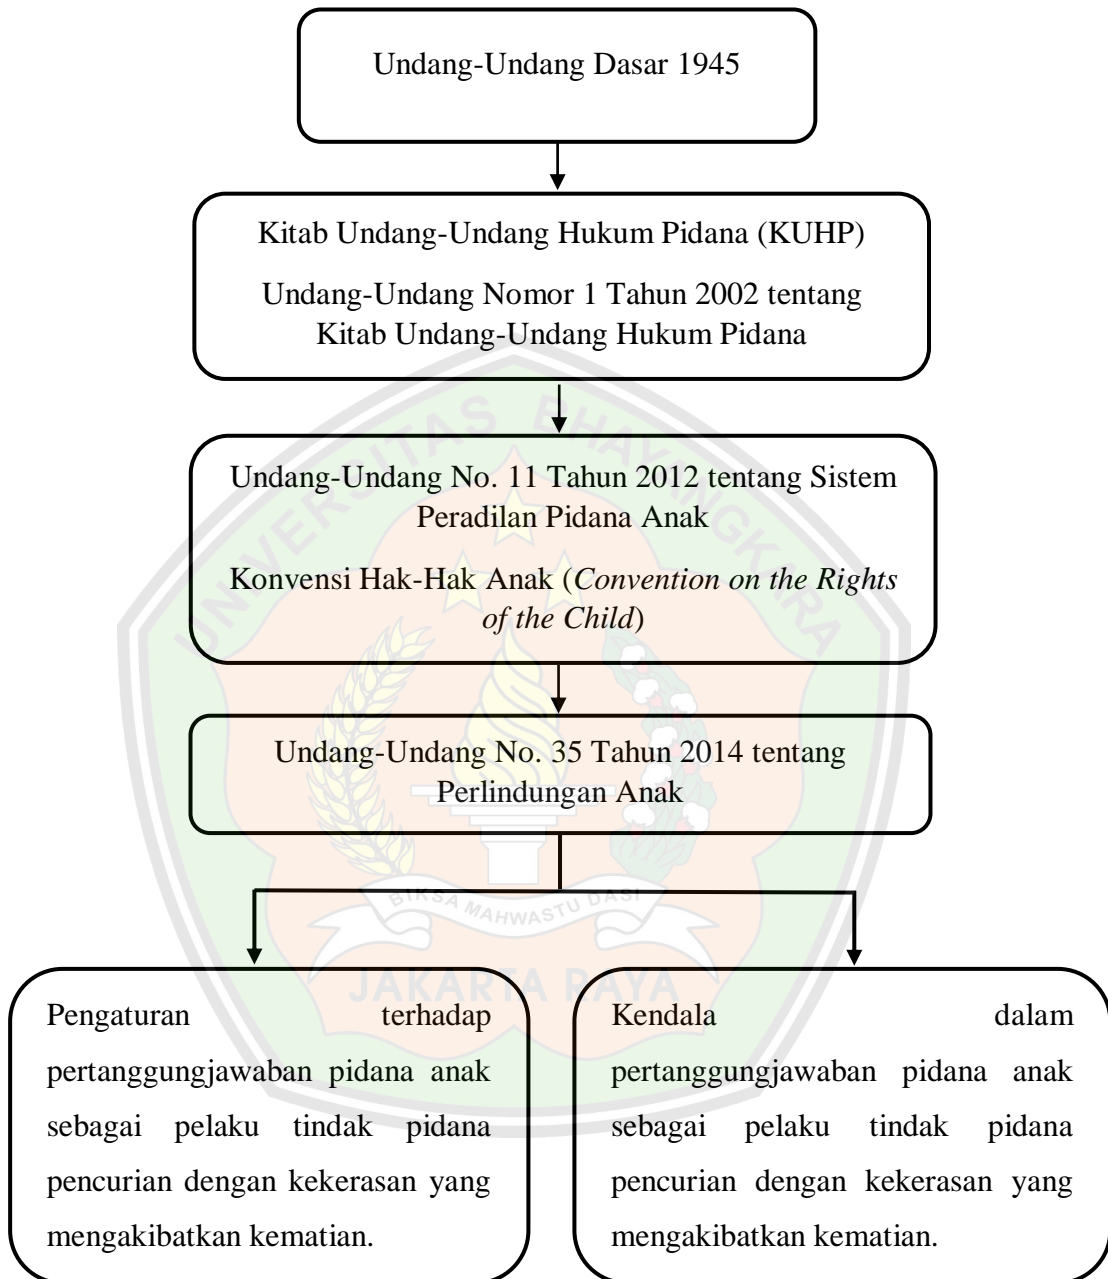 Undang-Undang Dasar 1945
Kitab Undang-Undang Hukum Pidana (KUHP)
Undang-Undang Nomor 1 Tahun 2002 tentang
Kitab Undang-Undang Hukum Pidana
Undang-Undang No. 11 Tahun 2012 tentang Sistem
Peradilan Pidana Anak
Konvensi Hak-Hak Anak (Convention on the Rights
of the Child)
Undang-Undang No. 35 Tahun 2014 tentang
Perlindungan Anak
Pengaturan terhadap
pertanggungjawaban pidana anak
sebagai pelaku tindak pidana
pencurian dengan kekerasan yang
mengakibatkan kematian.
Kendala dalam
pertanggungjawaban pidana anak
sebagai pelaku tindak pidana
pencurian dengan kekerasan yang
mengakibatkan kematian.
UNIVERSITAS BHAYANGKARA
BIKSA MAHWASTU DASI
JAKARTA RAYA